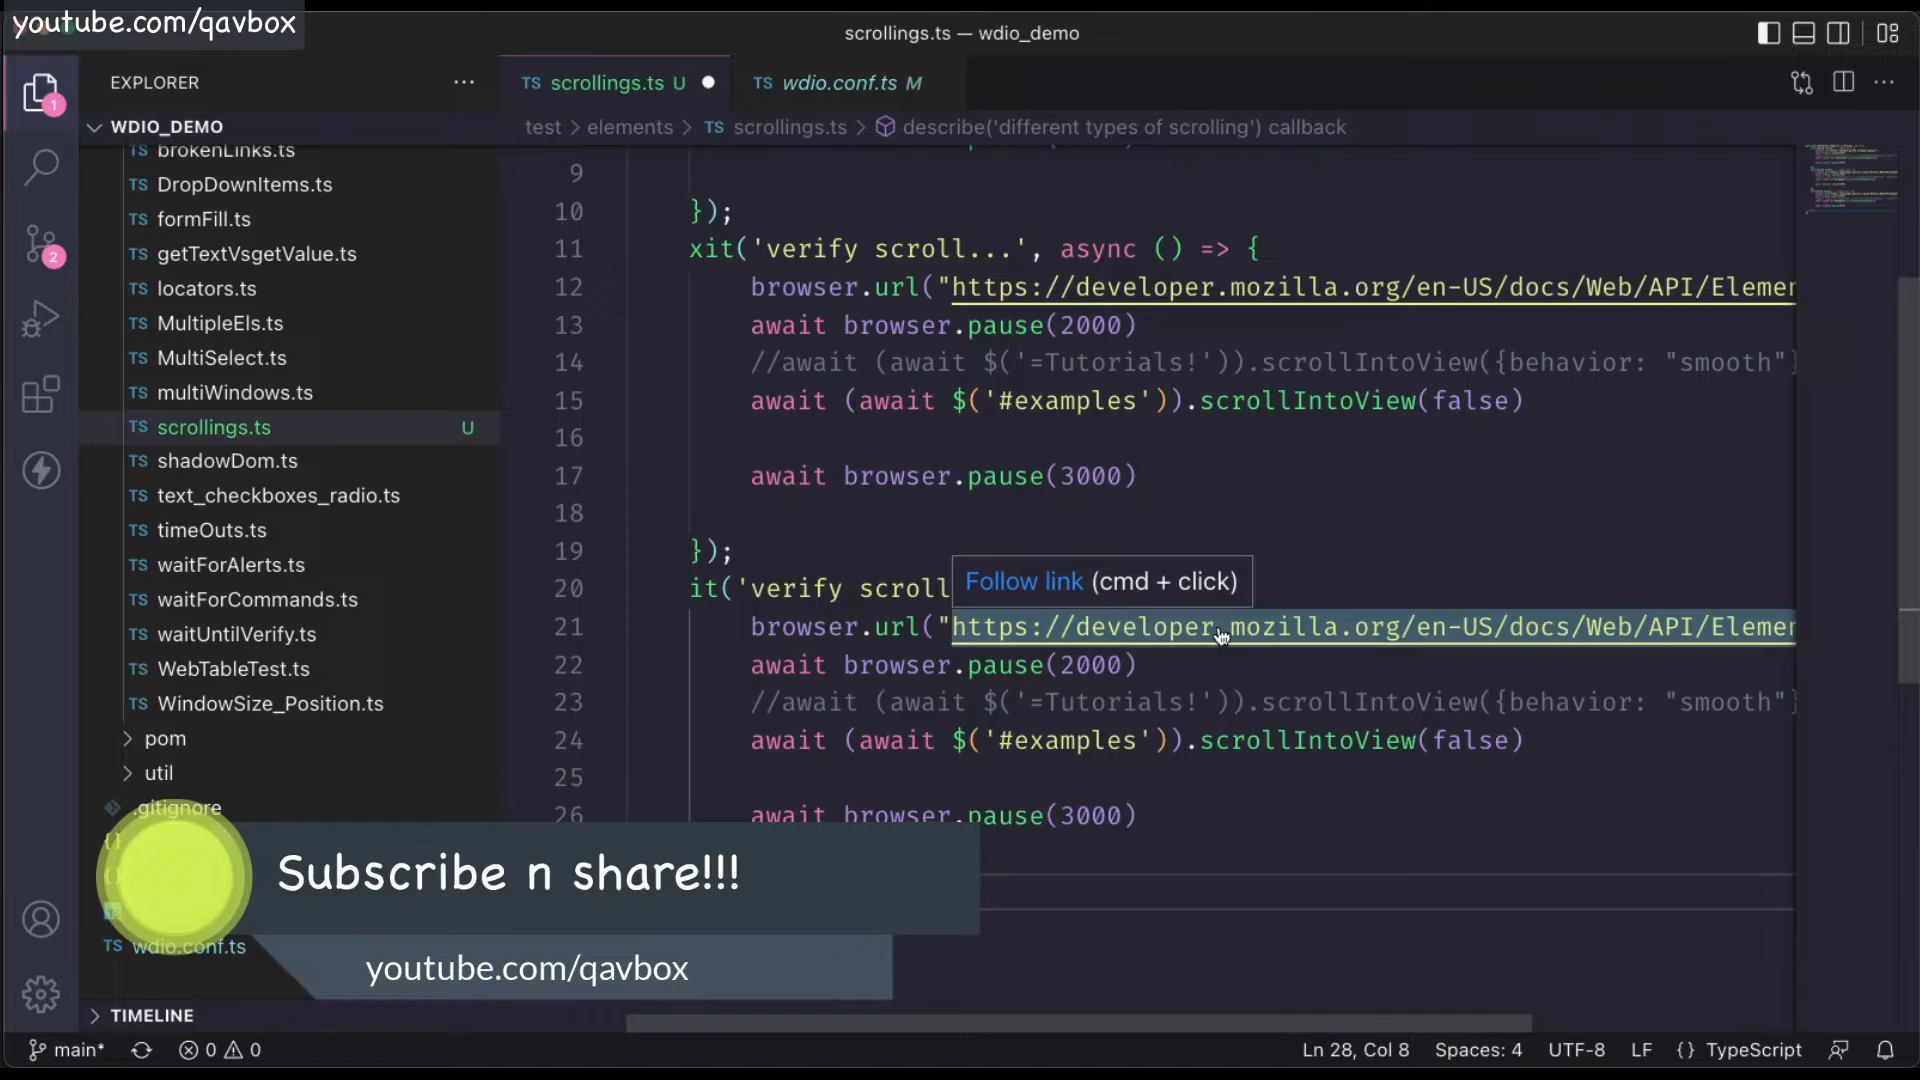 youtube.com/qavbox
scrollings.ts — wdio_demo
EXPLORER
TS scrollings.ts U
TS wdio.conf.ts M
1
WDIO_DEMO
test > elements > TS scrollings.ts > describe('different types of scrolling') callback
TS brokenLinks.ts
TS DropDownItems.ts
TS formFill.ts
TS getTextVsgetValue.ts
TS locators.ts
TS MultipleEls.ts
TS MultiSelect.ts
TS multiWindows.ts
TS scrollings.ts U
TS shadowDom.ts
TS text_checkboxes_radio.ts
TS timeOuts.ts
TS waitForAlerts.ts
TS waitForCommands.ts
TS waitUntilVerify.ts
TS WebTableTest.ts
TS WindowSize_Position.ts
> pom
> util
.gitignore
TS wdio.conf.ts
2
TIMELINE
9
10 });
11 xit('verify scroll...', async () => {
12 browser.url("https://developer.mozilla.org/en-US/docs/Web/API/Elemen
13 await browser.pause(2000)
14 //await (await $('=Tutorials!')).scrollIntoView({behavior: "smooth"}
15 await (await $('#examples')).scrollIntoView(false)
16
17 await browser.pause(3000)
18
19 });
20 it('verify scroll
Follow link (cmd + click)
21 browser.url("https://developer.mozilla.org/en-US/docs/Web/API/Elemen
22 await browser.pause(2000)
23 //await (await $('=Tutorials!')).scrollIntoView({behavior: "smooth"}
24 await (await $('#examples')).scrollIntoView(false)
25
26 await browser.pause(3000)
Subscribe n share!!!
youtube.com/qavbox
main* 0 0
Ln 28, Col 8 Spaces: 4 UTF-8 LF {} TypeScript